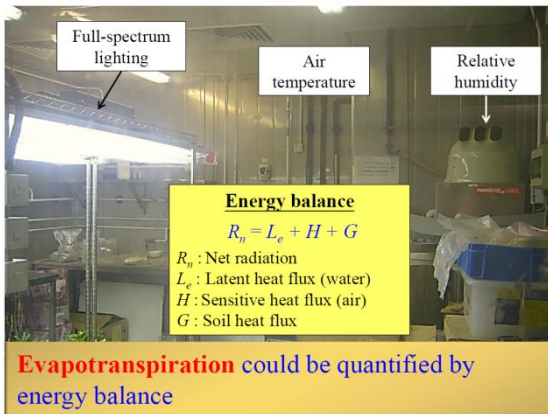 Full-spectrum
lighting
Air
temperature
Relative
humidity
Energy balance
Rₙ = Lₑ + H + G
Rₙ : Net radiation
Lₑ : Latent heat flux (water)
H : Sensitive heat flux (air)
G : Soil heat flux
Evapotranspiration could be quantified by
energy balance